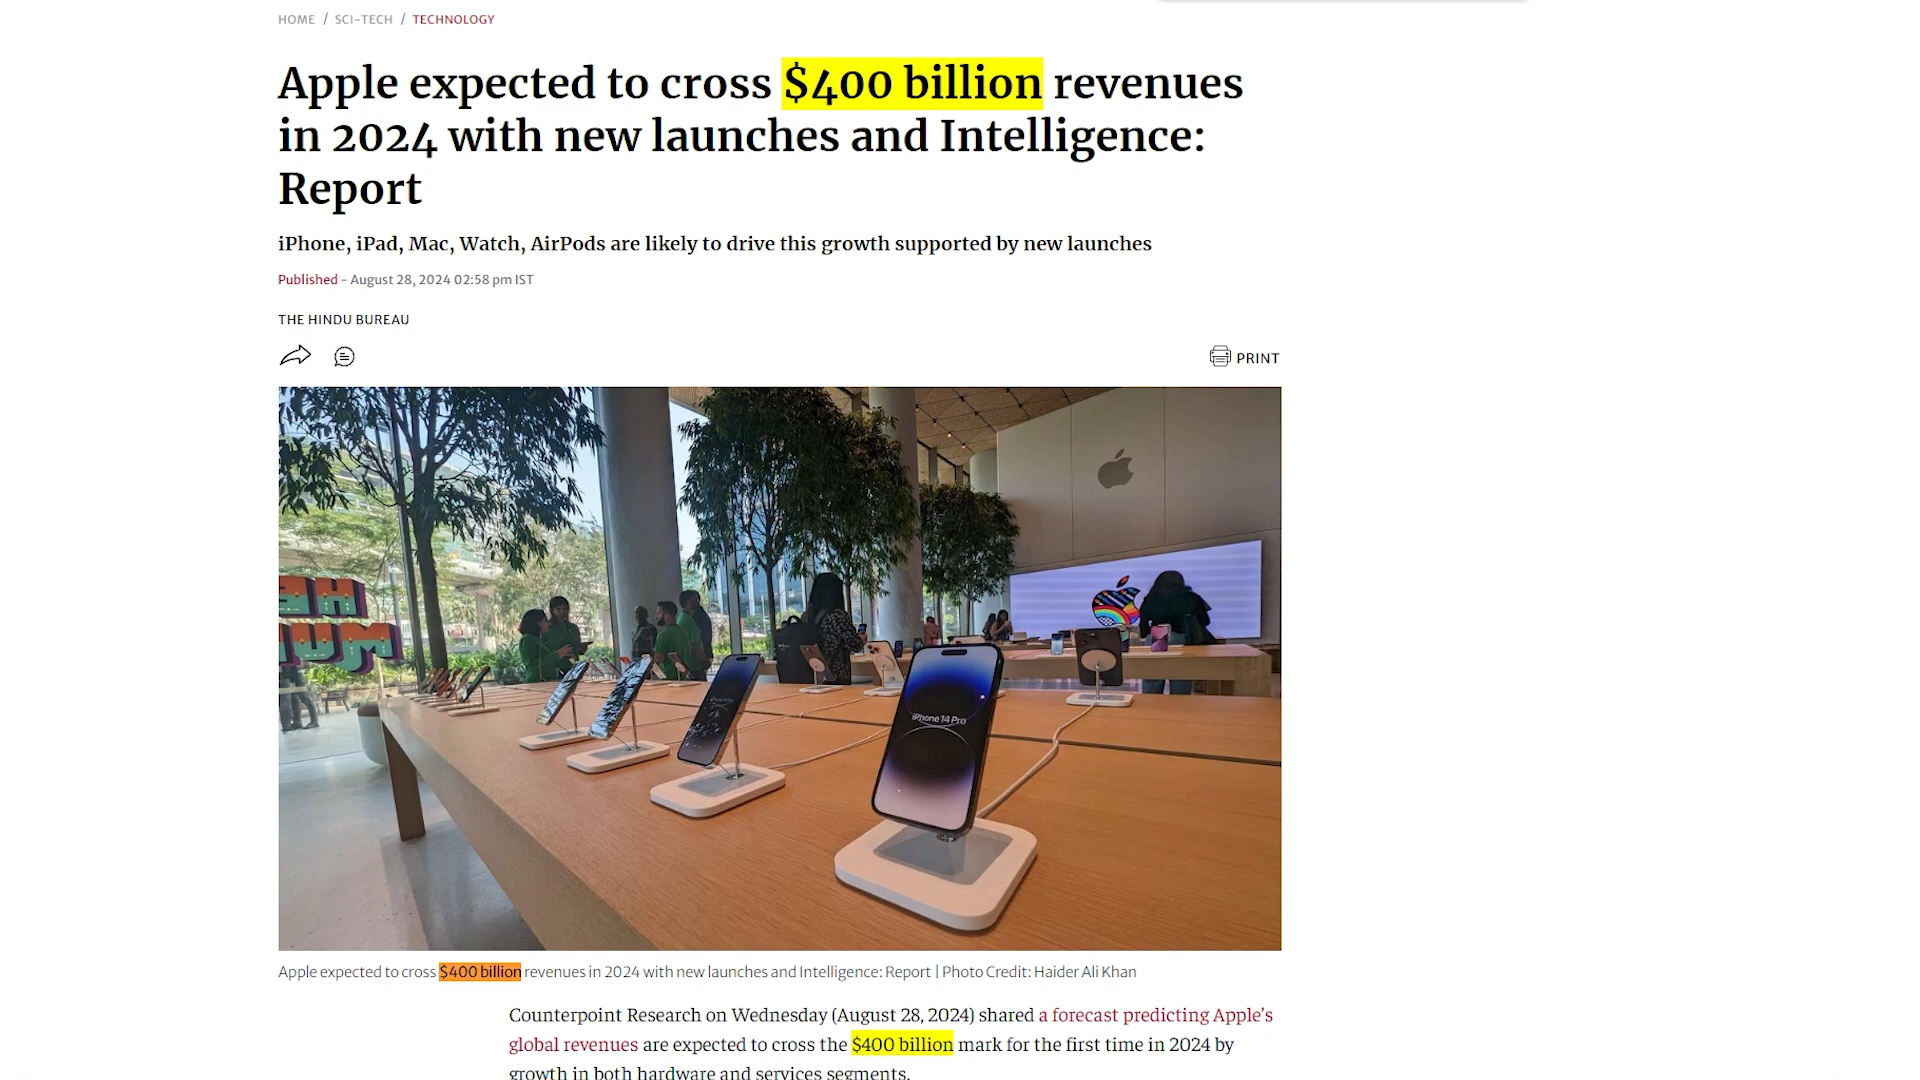 HOME / SCI-TECH / TECHNOLOGY
Apple expected to cross $400 billion revenues
in 2024 with new launches and Intelligence:
Report
iPhone, iPad, Mac, Watch, AirPods are likely to drive this growth supported by new launches
Published - August 28, 2024 02:58 pm IST
THE HINDU BUREAU
PRINT
iPhone 14 Pro
Apple expected to cross $400 billion revenues in 2024 with new launches and Intelligence: Report | Photo Credit: Haider Ali Khan
Counterpoint Research on Wednesday (August 28, 2024) shared a forecast predicting Apple’s
global revenues are expected to cross the $400 billion mark for the first time in 2024 by
growth in both hardware and services segments.